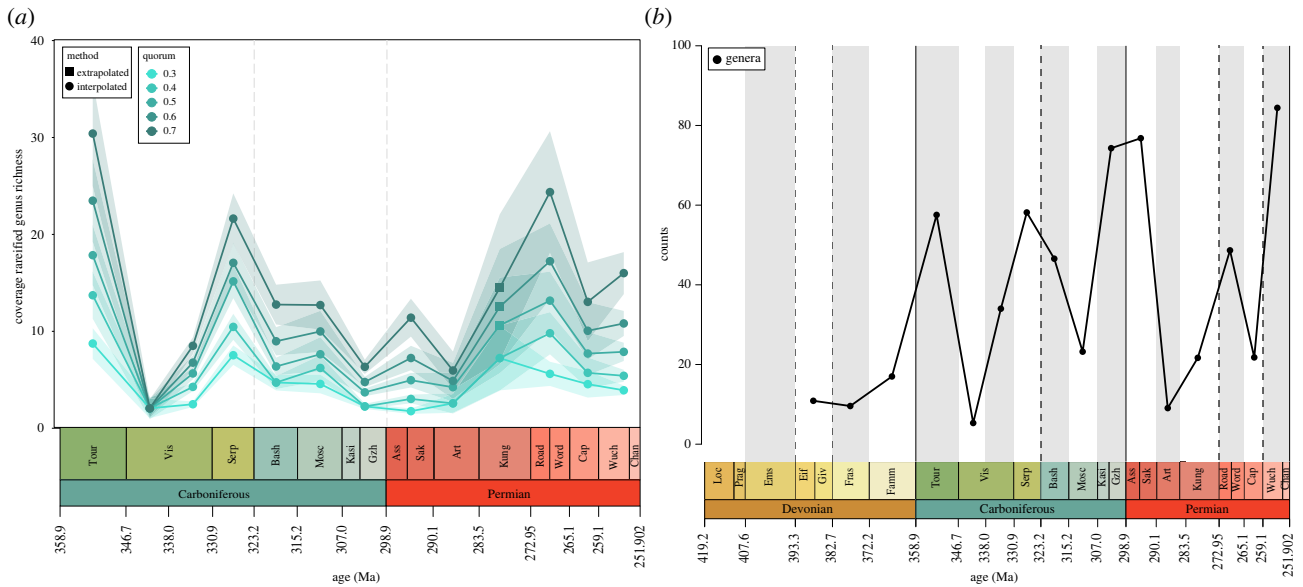 (a)
40
30
20
10
0
coverage rareified genus richness
method
extrapolated
interpolated
quorum
0.3
0.4
0.5
0.6
0.7
Tour Vis Serp Bash Mosc Kasi Gzh Ass Sak Art Kung Road Word Cap Wuch Chan
Carboniferous Permian
358.9 346.7 338.0 330.9 323.2 315.2 307.0 298.9 290.1 283.5 272.95 265.1 259.1 251.902
age (Ma)
(b)
100
80
60
40
20
0
counts
genera
Loc Prag Ems Eif Giv Fras Famm Tour Vis Serp Bash Mosc Kasi Gzh Ass Sak Art Kung Road Word Cap Wuch Chan
Devonian Carboniferous Permian
419.2 407.6 393.3 382.7 372.2 358.9 346.7 338.0 330.9 323.2 315.2 307.0 298.9 290.1 283.5 272.95 265.1 259.1 251.902
age (Ma)